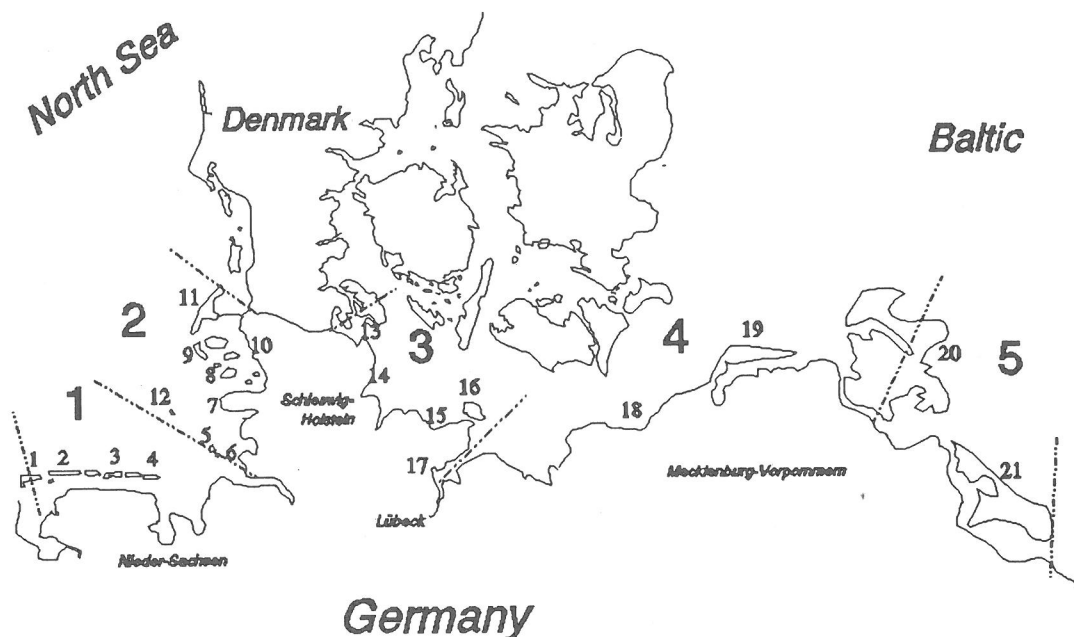 North Sea
Denmark
Baltic
11
2
9
10
8
12
7
1
5
6
1
2
3
4
13
3
14
Schleswig-
Holstein
16
15
17
Lübeck
4
19
18
20
5
Mecklenburg-Vorpommern
21
Nieder-Sachsen
Germany